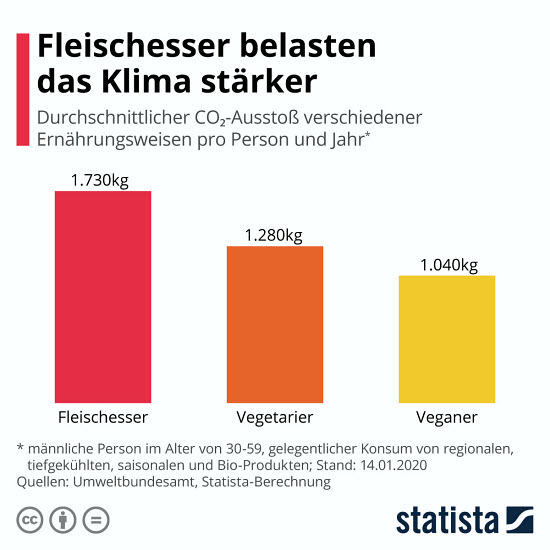 Fleischesser belasten
das Klima stärker
Durchschnittlicher CO₂-Ausstoß verschiedener
Ernährungsweisen pro Person und Jahr*
1.730kg
1.280kg
1.040kg
Fleischesser Vegetarier Veganer
* männliche Person im Alter von 30-59, gelegentlicher Konsum von regionalen,
tiefgekühlten, saisonalen und Bio-Produkten; Stand: 14.01.2020
Quellen: Umweltbundesamt, Statista-Berechnung
cc
statista